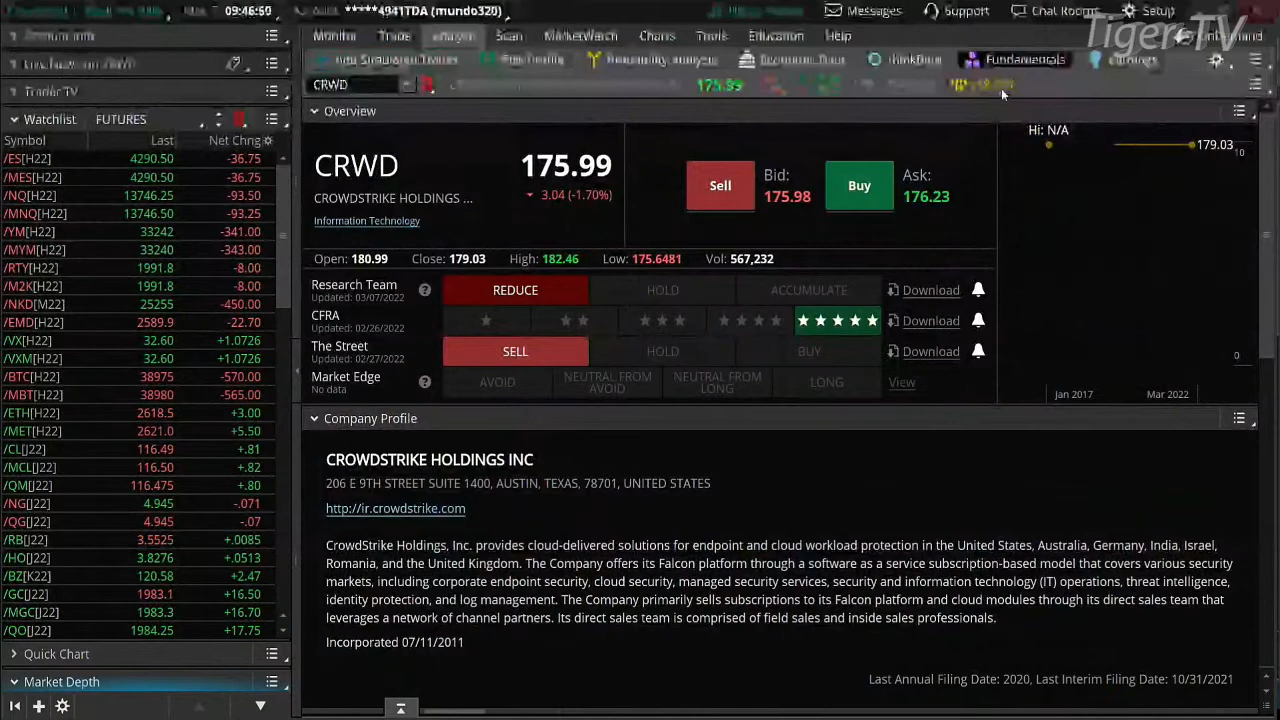 09:46:50
*****4941TDA (mundo320)
Messages
Support
Chat Rooms
Setup
TigerTV
Trader TV
Monitor
Trade
Analyze
Scan
MarketWatch
Charts
Tools
Education
Help
Economic Data
Fundamentals
Earnings
CRWD
175.99
Watchlist
FUTURES
Symbol Last Net Chng
/ES[H22] 4290.50 -36.75
/MES[H22] 4290.50 -36.75
/NQ[H22] 13746.25 -93.50
/MNQ[H22] 13746.50 -93.25
/YM[H22] 33242 -341.00
/MYM[H22] 33240 -343.00
/RTY[H22] 1991.8 -8.00
/M2K[H22] 1991.8 -8.00
/NKD[M22] 25255 -450.00
/EMD[H22] 2589.9 -22.70
/VX[H22] 32.60 +1.0726
/VXM[H22] 32.60 +1.0726
/BTC[H22] 38975 -570.00
/MBT[H22] 38980 -565.00
/ETH[H22] 2618.5 +3.00
/MET[H22] 2621.0 +5.50
/CL[J22] 116.49 +.81
/MCL[J22] 116.50 +.82
/QM[J22] 116.475 +.80
/NG[J22] 4.945 -.071
/QG[J22] 4.945 -.07
/RB[J22] 3.5525 +.0085
/HO[J22] 3.8276 +.0513
/BZ[K22] 120.58 +2.47
/GC[J22] 1983.1 +16.50
/MGC[J22] 1983.3 +16.70
/QO[J22] 1984.25 +17.75
Quick Chart
Market Depth
Overview
CRWD 175.99
CROWDSTRIKE HOLDINGS ... 3.04 (-1.70%)
Information Technology
Sell
Bid:
175.98
Buy
Ask:
176.23
Open: 180.99 Close: 179.03 High: 182.46 Low: 175.6481 Vol: 567,232
Hi: N/A
179.03
10
0
Jan 2017 Mar 2022
Research Team
Updated: 03/07/2022
REDUCE HOLD ACCUMULATE Download
CFRA
Updated: 02/26/2022
Download
The Street
Updated: 02/27/2022
SELL HOLD BUY Download
Market Edge
No data
AVOID
NEUTRAL FROM AVOID
NEUTRAL FROM LONG
LONG
View
Company Profile
CROWDSTRIKE HOLDINGS INC
206 E 9TH STREET SUITE 1400, AUSTIN, TEXAS, 78701, UNITED STATES
http://ir.crowdstrike.com
CrowdStrike Holdings, Inc. provides cloud-delivered solutions for endpoint and cloud workload protection in the United States, Australia, Germany, India, Israel,
Romania, and the United Kingdom. The Company offers its Falcon platform through a software as a service subscription-based model that covers various security
markets, including corporate endpoint security, cloud security, managed security services, security and information technology (IT) operations, threat intelligence,
identity protection, and log management. The Company primarily sells subscriptions to its Falcon platform and cloud modules through its direct sales team that
leverages a network of channel partners. Its direct sales team is comprised of field sales and inside sales professionals.
Incorporated 07/11/2011
Last Annual Filing Date: 2020, Last Interim Filing Date: 10/31/2021